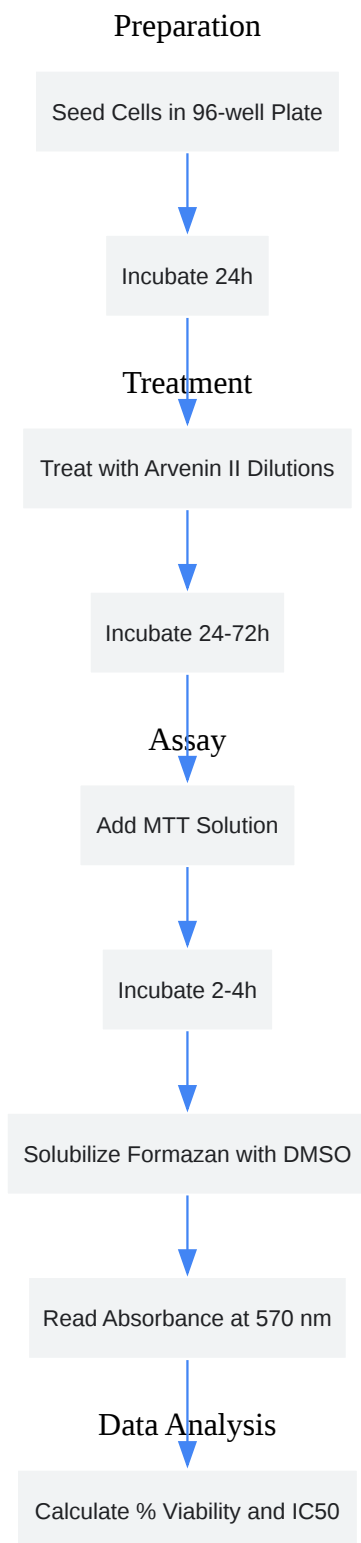 Preparation
Seed Cells in 96-well Plate
Incubate 24h
Treatment
Treat with Arvenin II Dilutions
Incubate 24-72h
Assay
Add MTT Solution
Incubate 2-4h
Solubilize Formazan with DMSO
Read Absorbance at 570 nm
Data Analysis
Calculate % Viability and IC50